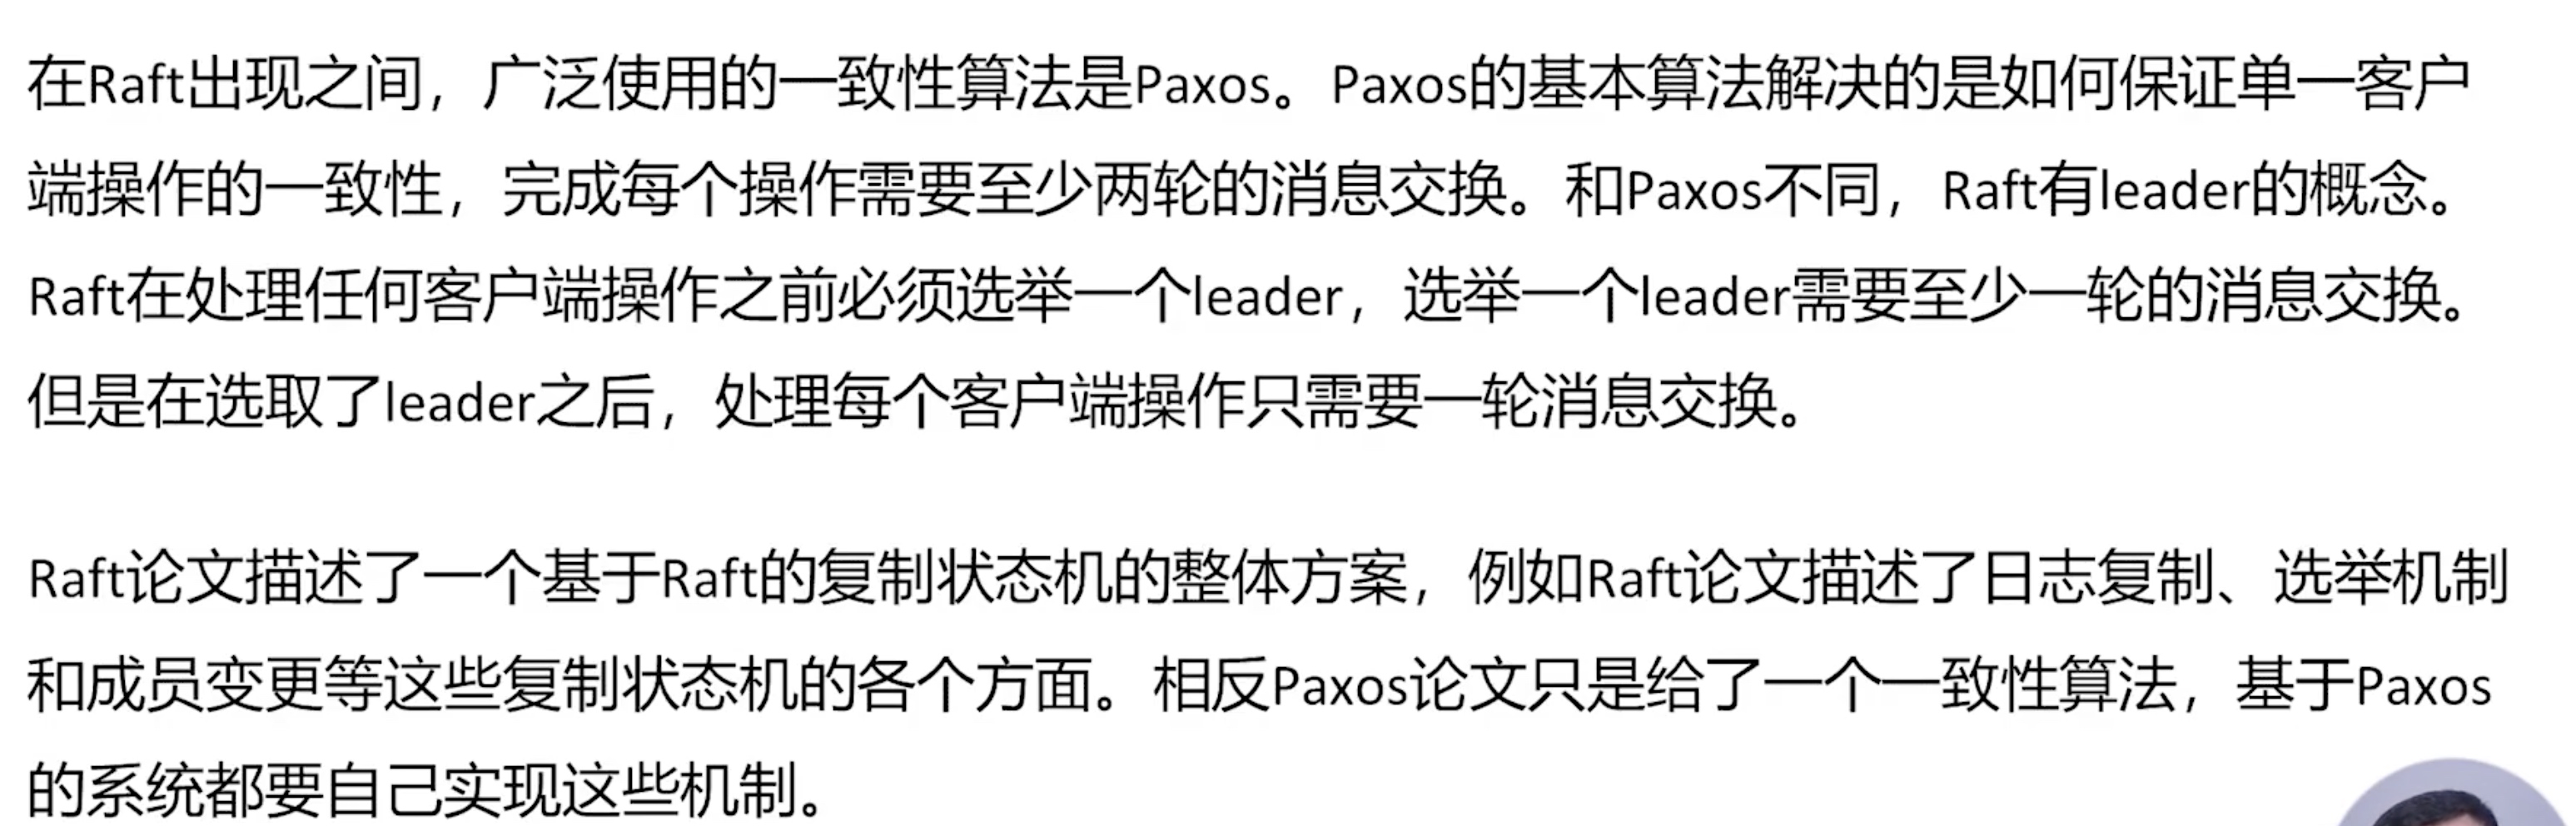 在Raft出现之间，广泛使用的一致性算法是Paxos。Paxos的基本算法解决的是如何保证单一客户
端操作的一致性，完成每个操作需要至少两轮的消息交换。和Paxos不同，Raft有leader的概念。
Raft在处理任何客户端操作之前必须选举一个leader，选举一个leader需要至少一轮的消息交换。
但是在选取了leader之后，处理每个客户端操作只需要一轮消息交换。
Raft论文描述了一个基于Raft的复制状态机的整体方案，例如Raft论文描述了日志复制、选举机制
和成员变更等这些复制状态机的各个方面。相反Paxos论文只是给了一个一致性算法，基于Paxos
的系统都要自己实现这些机制。